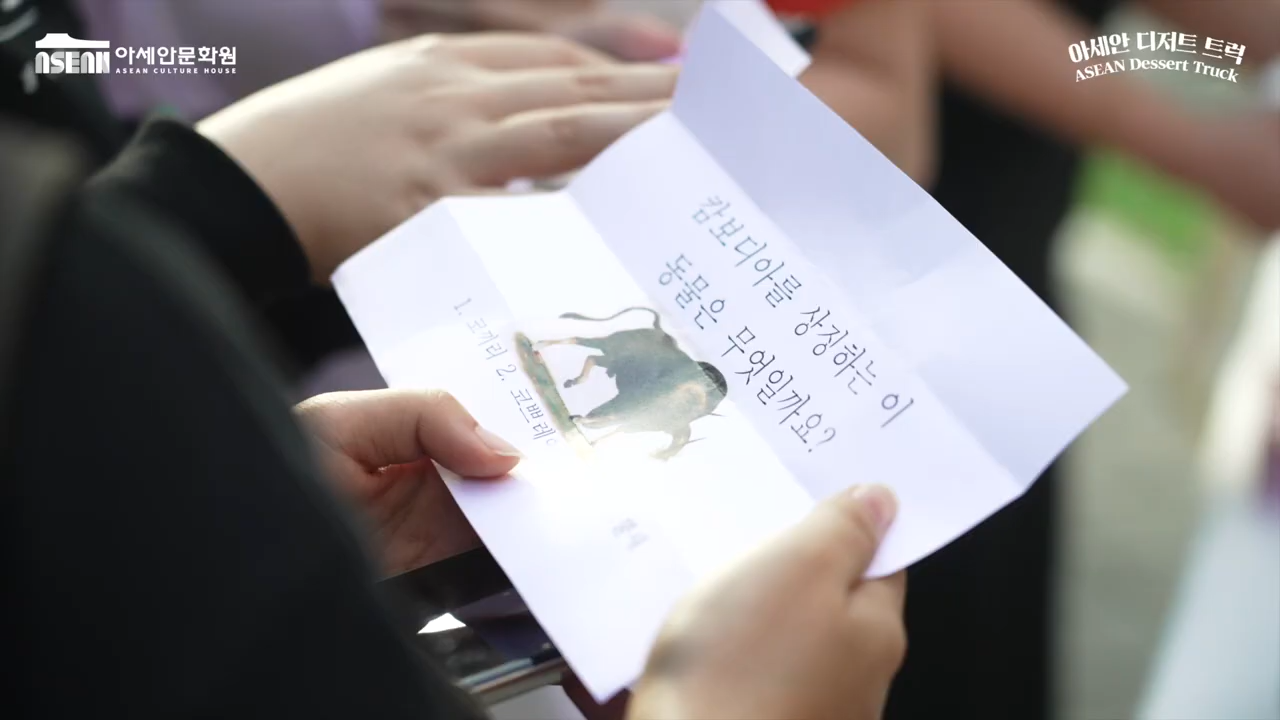 ASEAN 아세안문화원
ASEAN CULTURE HOUSE
아세안 디저트 트럭
ASEAN Dessert Truck
캄보디아를 상징하는 이
동물은 무엇일까요?
1. 코끼리 2. 코쁘레